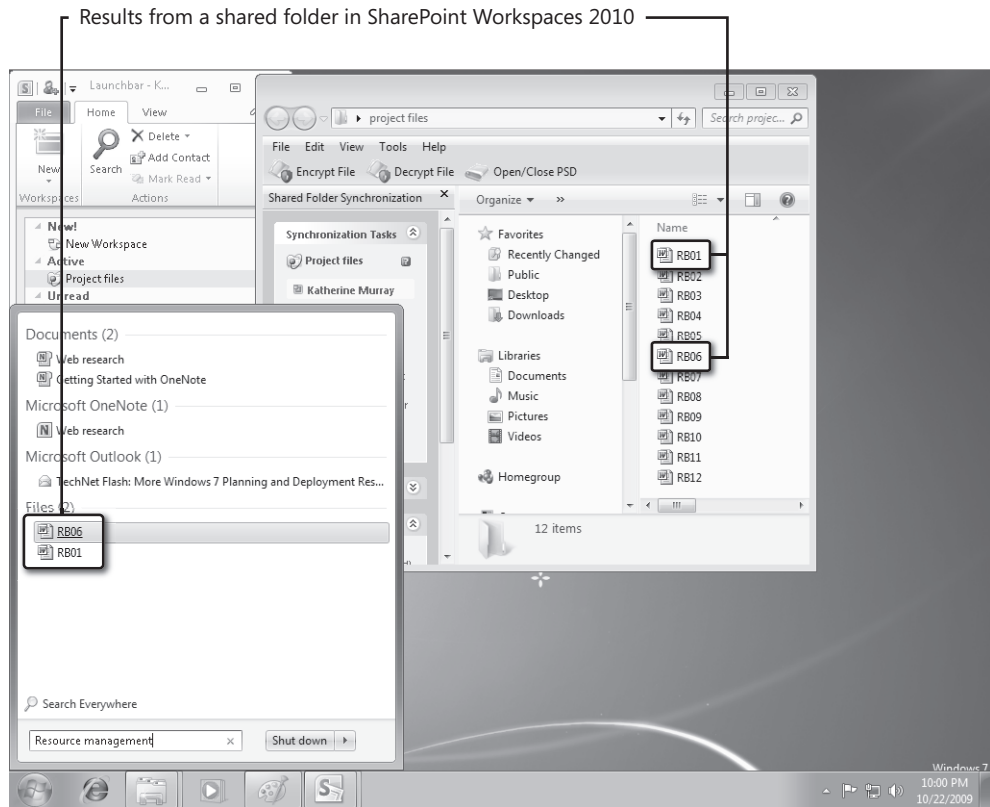 Results from a shared folder in SharePoint Workspaces 2010
Launchbar - K...
File Home View
New
Search
Delete
Add Contact
Mark Read
Workspaces Actions
New!
New Workspace
Active
Project files
Unread
project files
Search projec...
File Edit View Tools Help
Encrypt File Decrypt File Open/Close PSD
Shared Folder Synchronization ×
Synchronization Tasks
Project files
Katherine Murray
Organize »
Favorites
Recently Changed
Public
Desktop
Downloads
Libraries
Documents
Music
Pictures
Videos
Homegroup
Name
RB01
RB02
RB03
RB04
RB05
RB06
RB07
RB08
RB09
RB10
RB11
RB12
12 items
Documents (2)
Web research
Getting Started with OneNote
Microsoft OneNote (1)
Web research
Microsoft Outlook (1)
TechNet Flash: More Windows 7 Planning and Deployment Res...
Files (2)
RB06
RB01
Search Everywhere
Resource management ×
Shut down
Windows 7
10:00 PM
10/22/2009